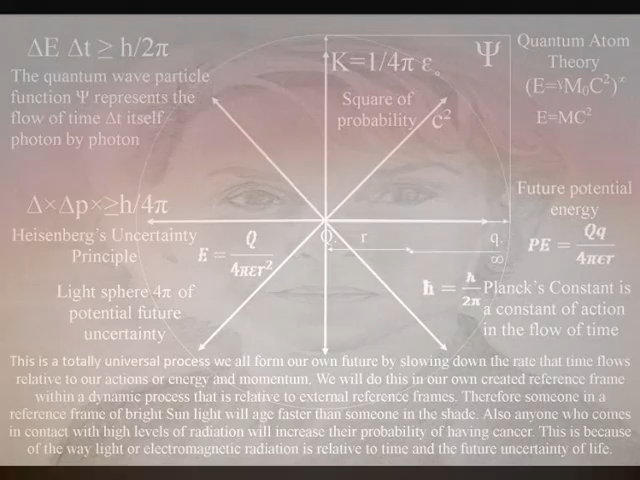 ΔE Δt ≥ h/2π
The quantum wave particle
function Ψ represents the
flow of time Δt itself
photon by photon
K=1/4π ε₀
Ψ
Square of
probability
c²
Quantum Atom
Theory
(E=√M₀C²)∞
E=MC²
Δ×Δp×≥h/4π
Heisenberg's Uncertainty
Principle
E = Q/4πεr²
Light sphere 4π of
potential future
uncertainty
Q
r
q
∞
Future potential
energy
PE = Qq/4πεr
ħ = h/2π
Planck's Constant is
a constant of action
in the flow of time
This is a totally universal process we all form our own future by slowing down the rate that time flows
relative to our actions or energy and momentum. We will do this in our own created reference frame
within a dynamic process that is relative to external reference frames. Therefore someone in a
reference frame of bright Sun light will age faster than someone in the shade. Also anyone who comes
in contact with high levels of radiation will increase their probability of having cancer. This is because
of the way light or electromagnetic radiation is relative to time and the future uncertainty of life.